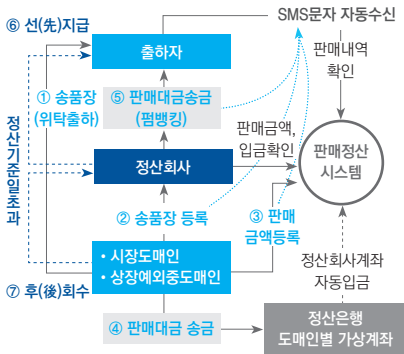 ⑥ 선(先)지급
SMS문자 자동수신
출하자
판매내역
확인
① 송품장
(위탁출하)
⑤ 판매대금송금
(펌뱅킹)
정산기준일초과
판매금액,
입금확인
판매정산
시스템
정산회사
② 송품장 등록
③ 판매
금액등록
• 시장도매인
• 상장예외중도매인
정산회사계좌
자동입금
⑦ 후(後)회수
④ 판매대금 송금
정산은행
도매인별 가상계좌